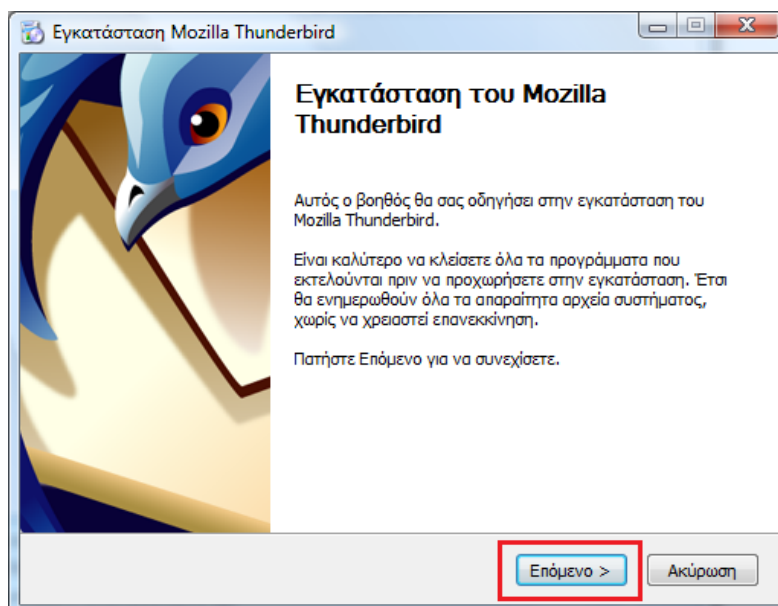 Εγκατάσταση Mozilla Thunderbird
Εγκατάσταση του Mozilla
Thunderbird
Αυτός ο βοηθός θα σας οδηγήσει στην εγκατάσταση του
Mozilla Thunderbird.
Είναι καλύτερο να κλείσετε όλα τα προγράμματα που
εκτελούνται πριν να προχωρήσετε στην εγκατάσταση. Έτσι
θα ενημερωθούν όλα τα απαραίτητα αρχεία συστήματος,
χωρίς να χρειαστεί επανεκκίνηση.
Πατήστε Επόμενο για να συνεχίσετε.
Επόμενο > Ακύρωση